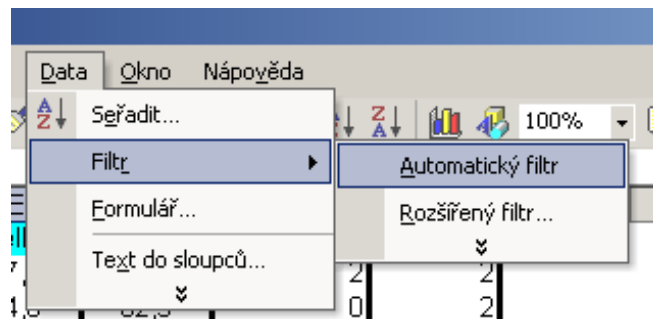 Data Okno Nápověda
Seřadit... 100%
Filtr Automatický filtr
Formulář... Rozšířený filtr...
Text do sloupců...
2 2
0 2